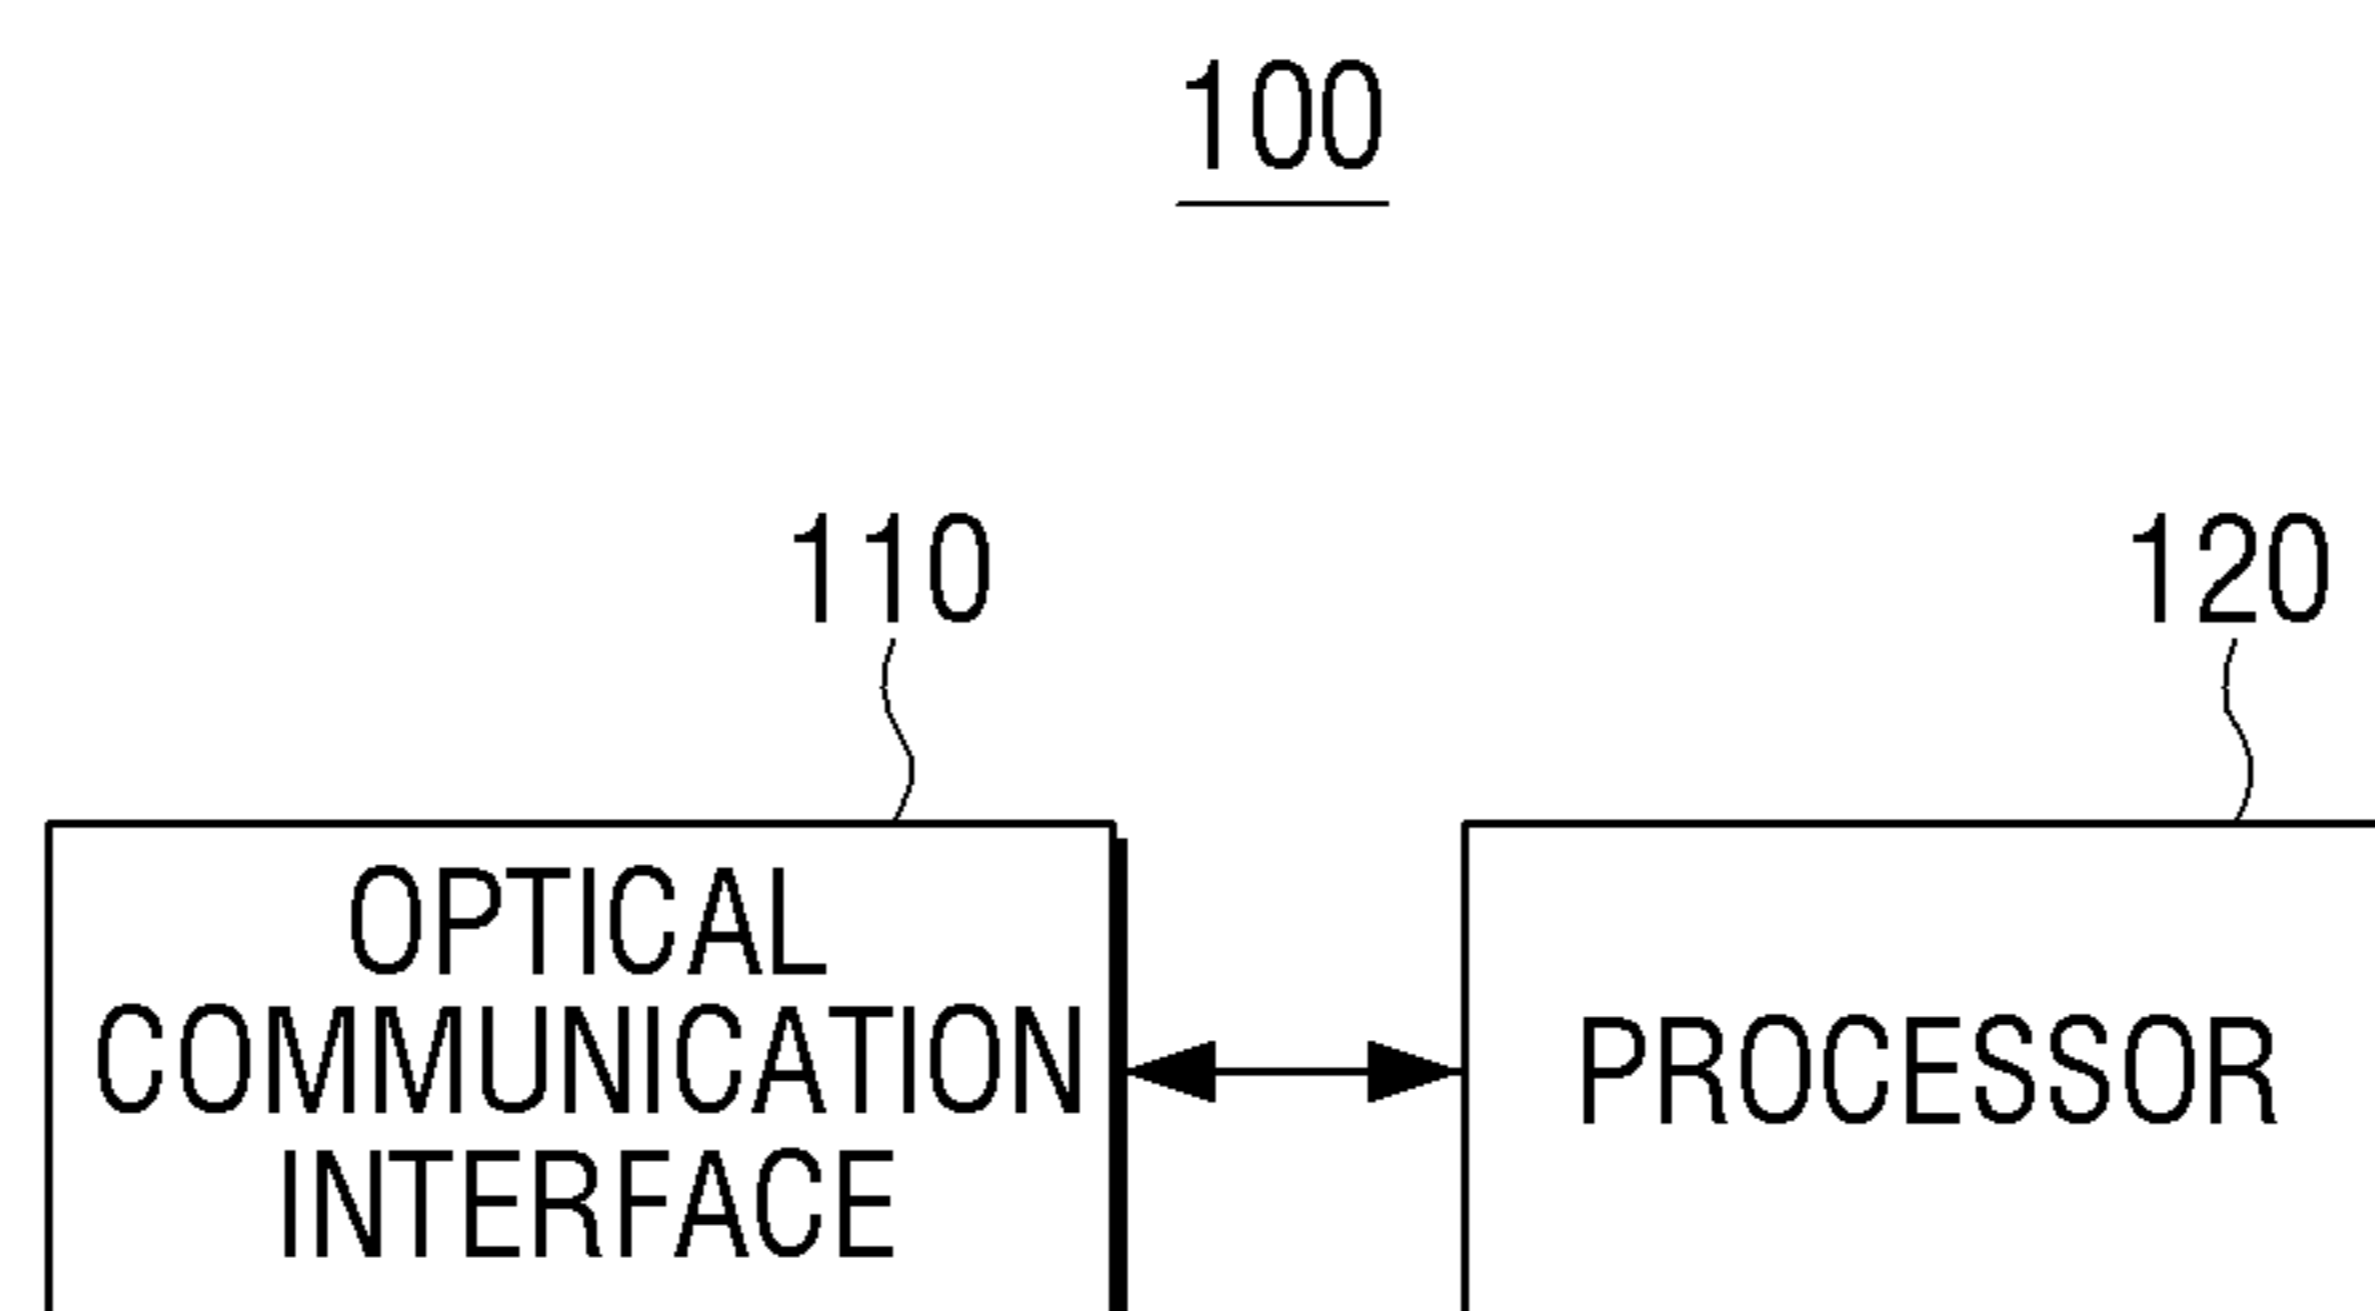 100
110
120
OPTICAL
COMMUNICATION
INTERFACE
PROCESSOR